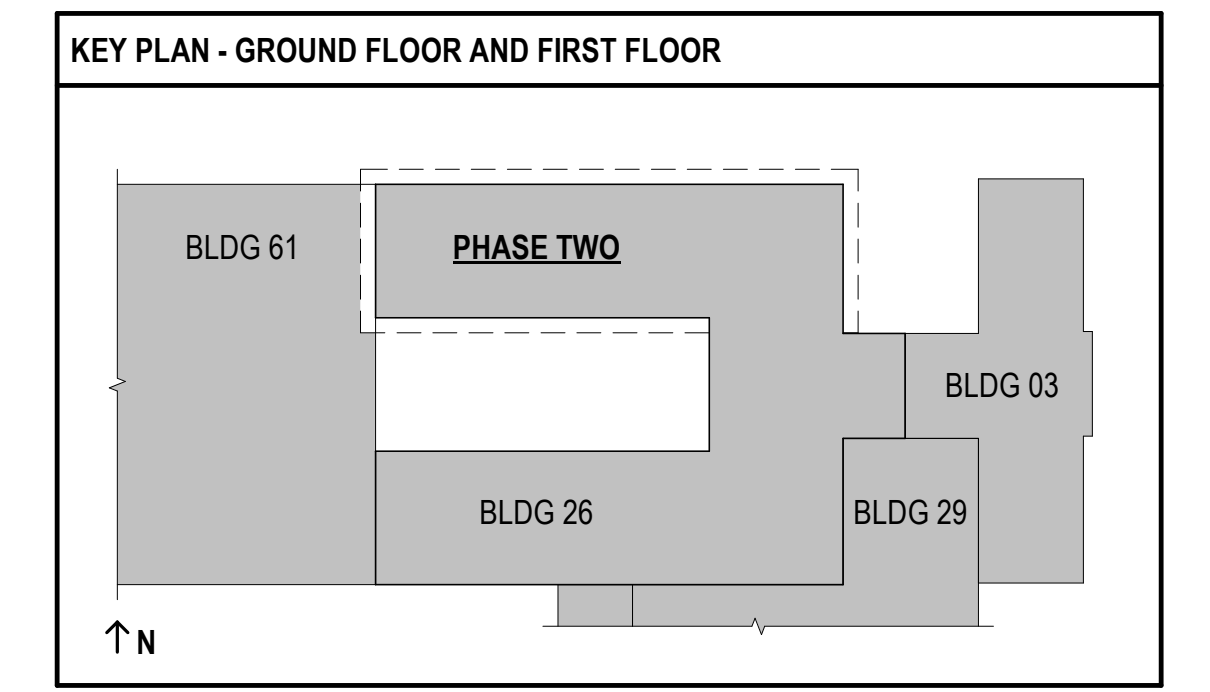 KEY PLAN - GROUND FLOOR AND FIRST FLOOR
BLDG 61
PHASE TWO
BLDG 03
BLDG 26
BLDG 29
N